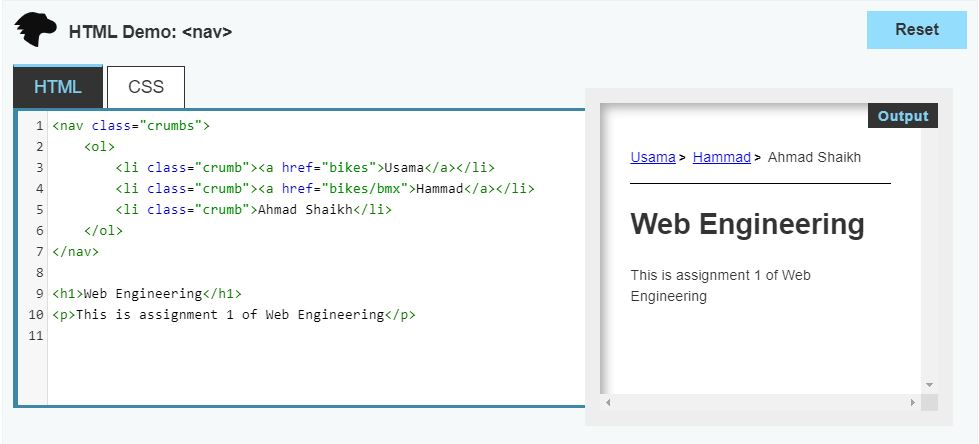 HTML Demo: <nav>
Reset
HTML
CSS
1 <nav class="crumbs">
2     <ol>
3         <li class="crumb"><a href="bikes">Usama</a></li>
4         <li class="crumb"><a href="bikes/bmx">Hammad</a></li>
5         <li class="crumb">Ahmad Shaikh</li>
6     </ol>
7 </nav>
8
9 <h1>Web Engineering</h1>
10 <p>This is assignment 1 of Web Engineering</p>
11
Output
Usama > Hammad > Ahmad Shaikh
Web Engineering
This is assignment 1 of Web
Engineering